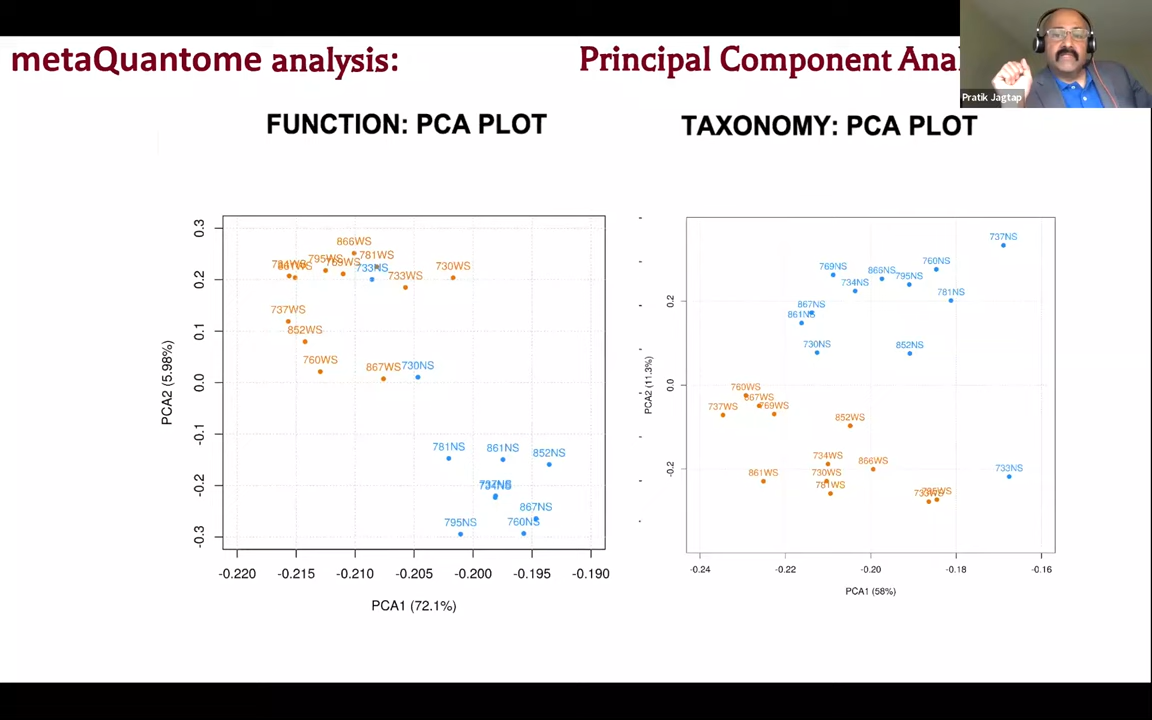 metaQuantome analysis:
Principal Component Anal
Pratik Jagtap
FUNCTION: PCA PLOT
PCA2 (5.98%)
0.3
0.2
0.1
0.0
-0.1
-0.2
-0.3
866WS
795WS
781WS
769WS
733NS
733WS
730WS
737WS
852WS
760WS
867WS
730NS
781NS
861NS
852NS
737NS
867NS
795NS
760NS
-0.220
-0.215
-0.210
-0.205
-0.200
-0.195
-0.190
PCA1 (72.1%)
TAXONOMY: PCA PLOT
PCA2 (11.3%)
0.2
0.0
-0.2
737NS
769NS
760NS
866NS
795NS
734NS
781NS
867NS
861NS
730NS
852NS
760WS
867WS
769WS
737WS
852WS
734WS
866WS
861WS
730WS
781WS
733NS
733WS
795WS
-0.24
-0.22
-0.20
-0.18
-0.16
PCA1 (58%)